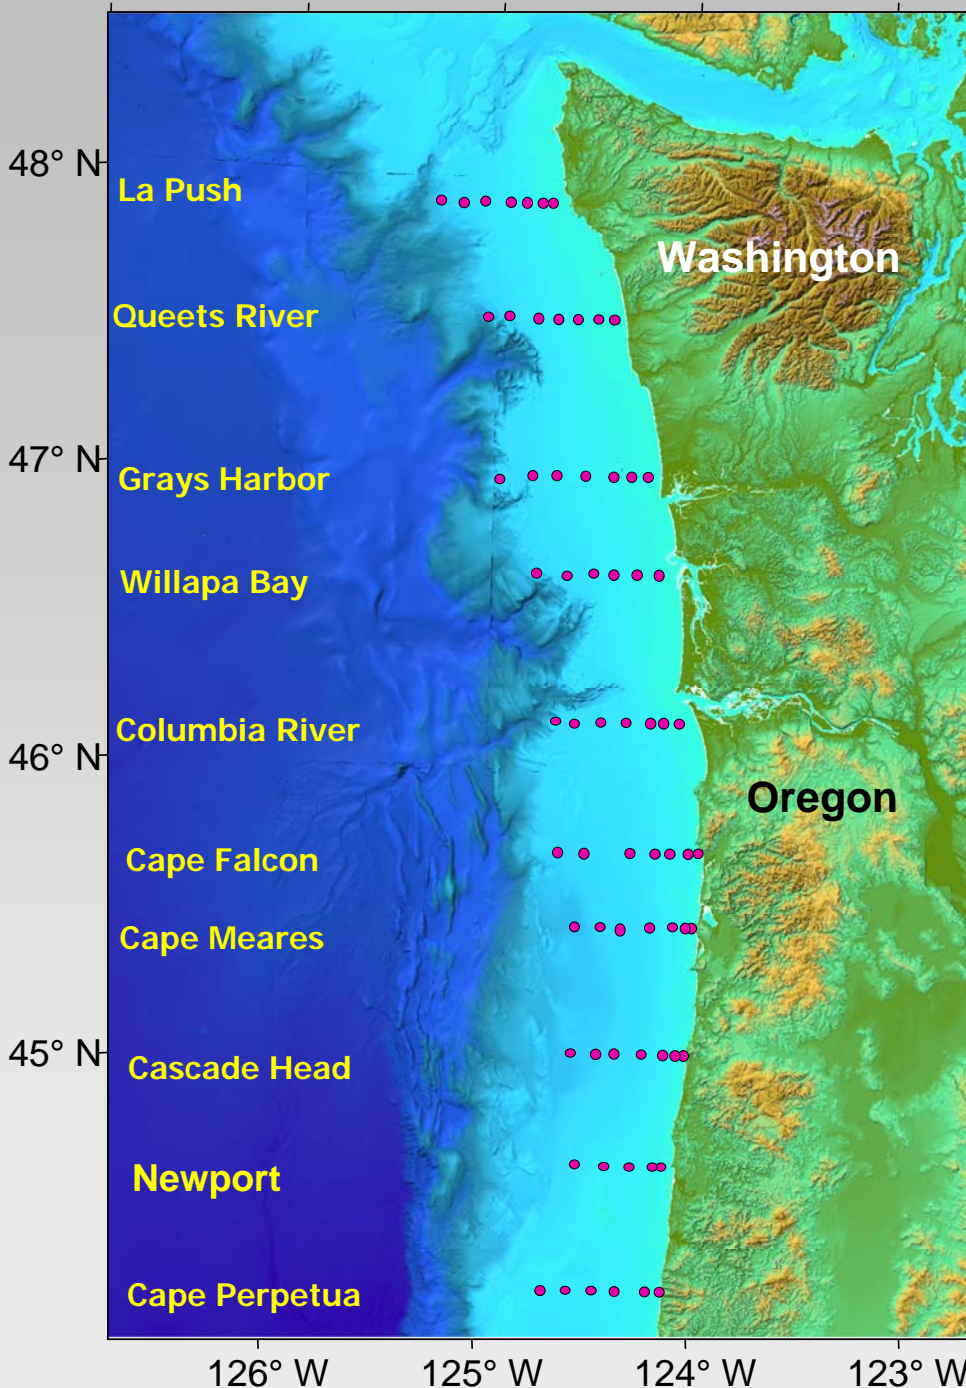 48° N
La Push
Washington
Queets River
47° N
Grays Harbor
Willapa Bay
Columbia River
46° N
Oregon
Cape Falcon
Cape Meares
45° N
Cascade Head
Newport
Cape Perpetua
126° W 125° W 124° W 123° W